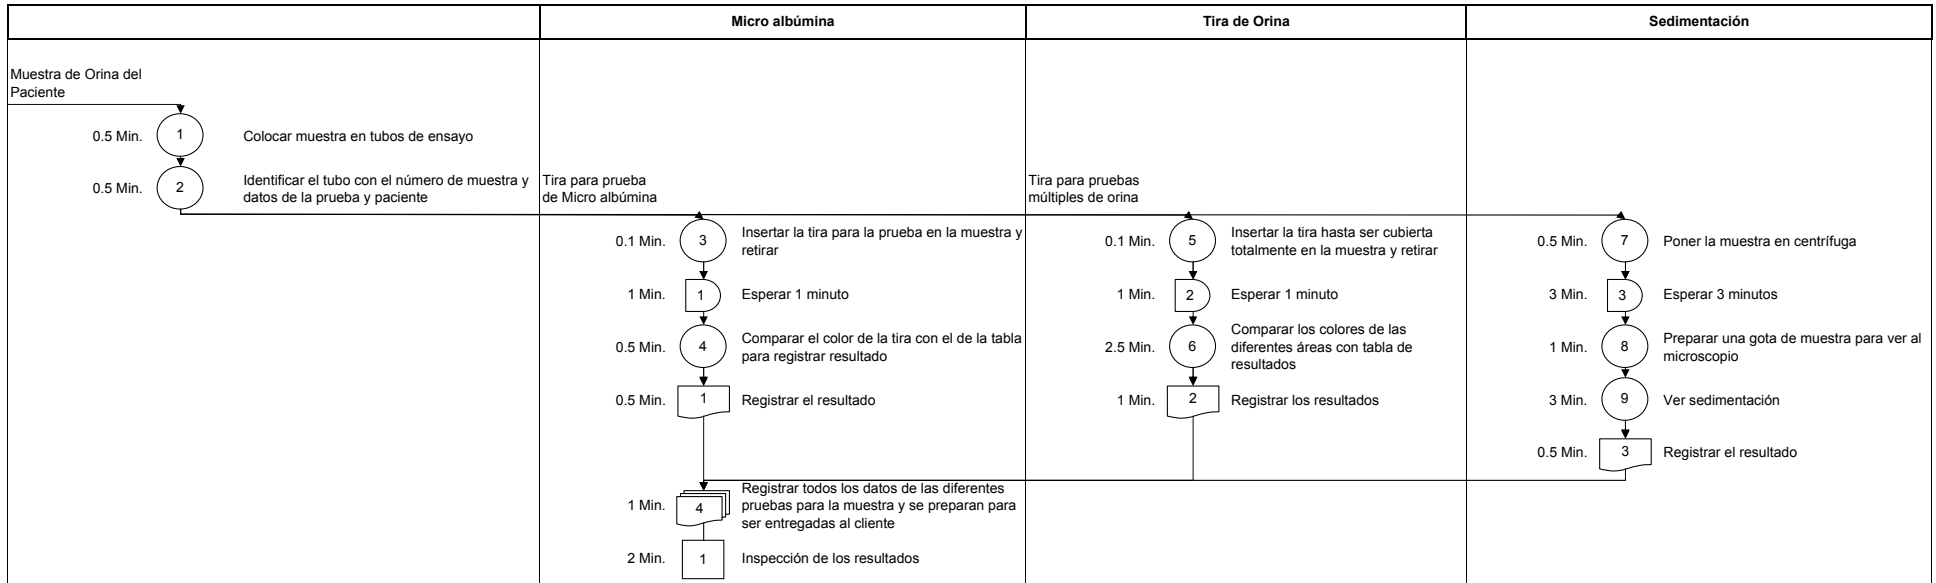 Micro albúmina
Tira de Orina
Sedimentación
Muestra de Orina del
Paciente
0.5 Min.
1
Colocar muestra en tubos de ensayo
0.5 Min.
2
Identificar el tubo con el número de muestra y
datos de la prueba y paciente
Tira para prueba
de Micro albúmina
0.1 Min.
3
Insertar la tira para la prueba en la muestra y
retirar
1 Min.
1
Esperar 1 minuto
0.5 Min.
4
Comparar el color de la tira con el de la tabla
para registrar resultado
0.5 Min.
1
Registrar el resultado
1 Min.
4
Registrar todos los datos de las diferentes
pruebas para la muestra y se preparan para
ser entregadas al cliente
2 Min.
1
Inspección de los resultados
Tira para pruebas
múltiples de orina
0.1 Min.
5
Insertar la tira hasta ser cubierta
totalmente en la muestra y retirar
1 Min.
2
Esperar 1 minuto
2.5 Min.
6
Comparar los colores de las
diferentes áreas con tabla de
resultados
1 Min.
2
Registrar los resultados
0.5 Min.
7
Poner la muestra en centrífuga
3 Min.
3
Esperar 3 minutos
1 Min.
8
Preparar una gota de muestra para ver al
microscopio
3 Min.
9
Ver sedimentación
0.5 Min.
3
Registrar el resultado